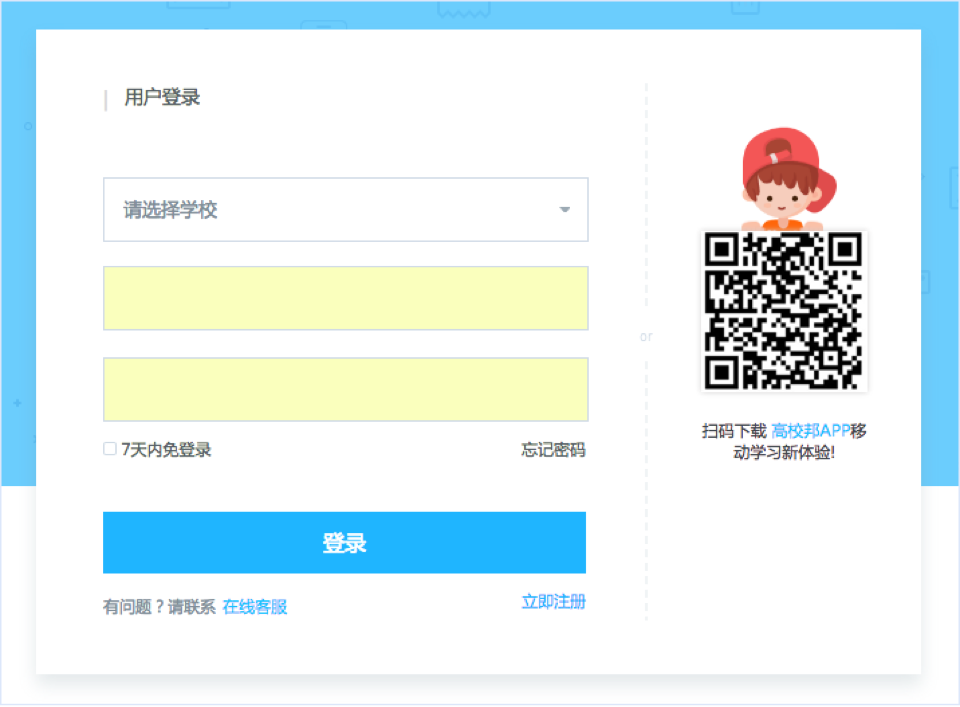 用户登录
请选择学校
7天内免登录
忘记密码
登录
有问题？请联系 在线客服
立即注册
or
扫码下载 高校邦APP移
动学习新体验!